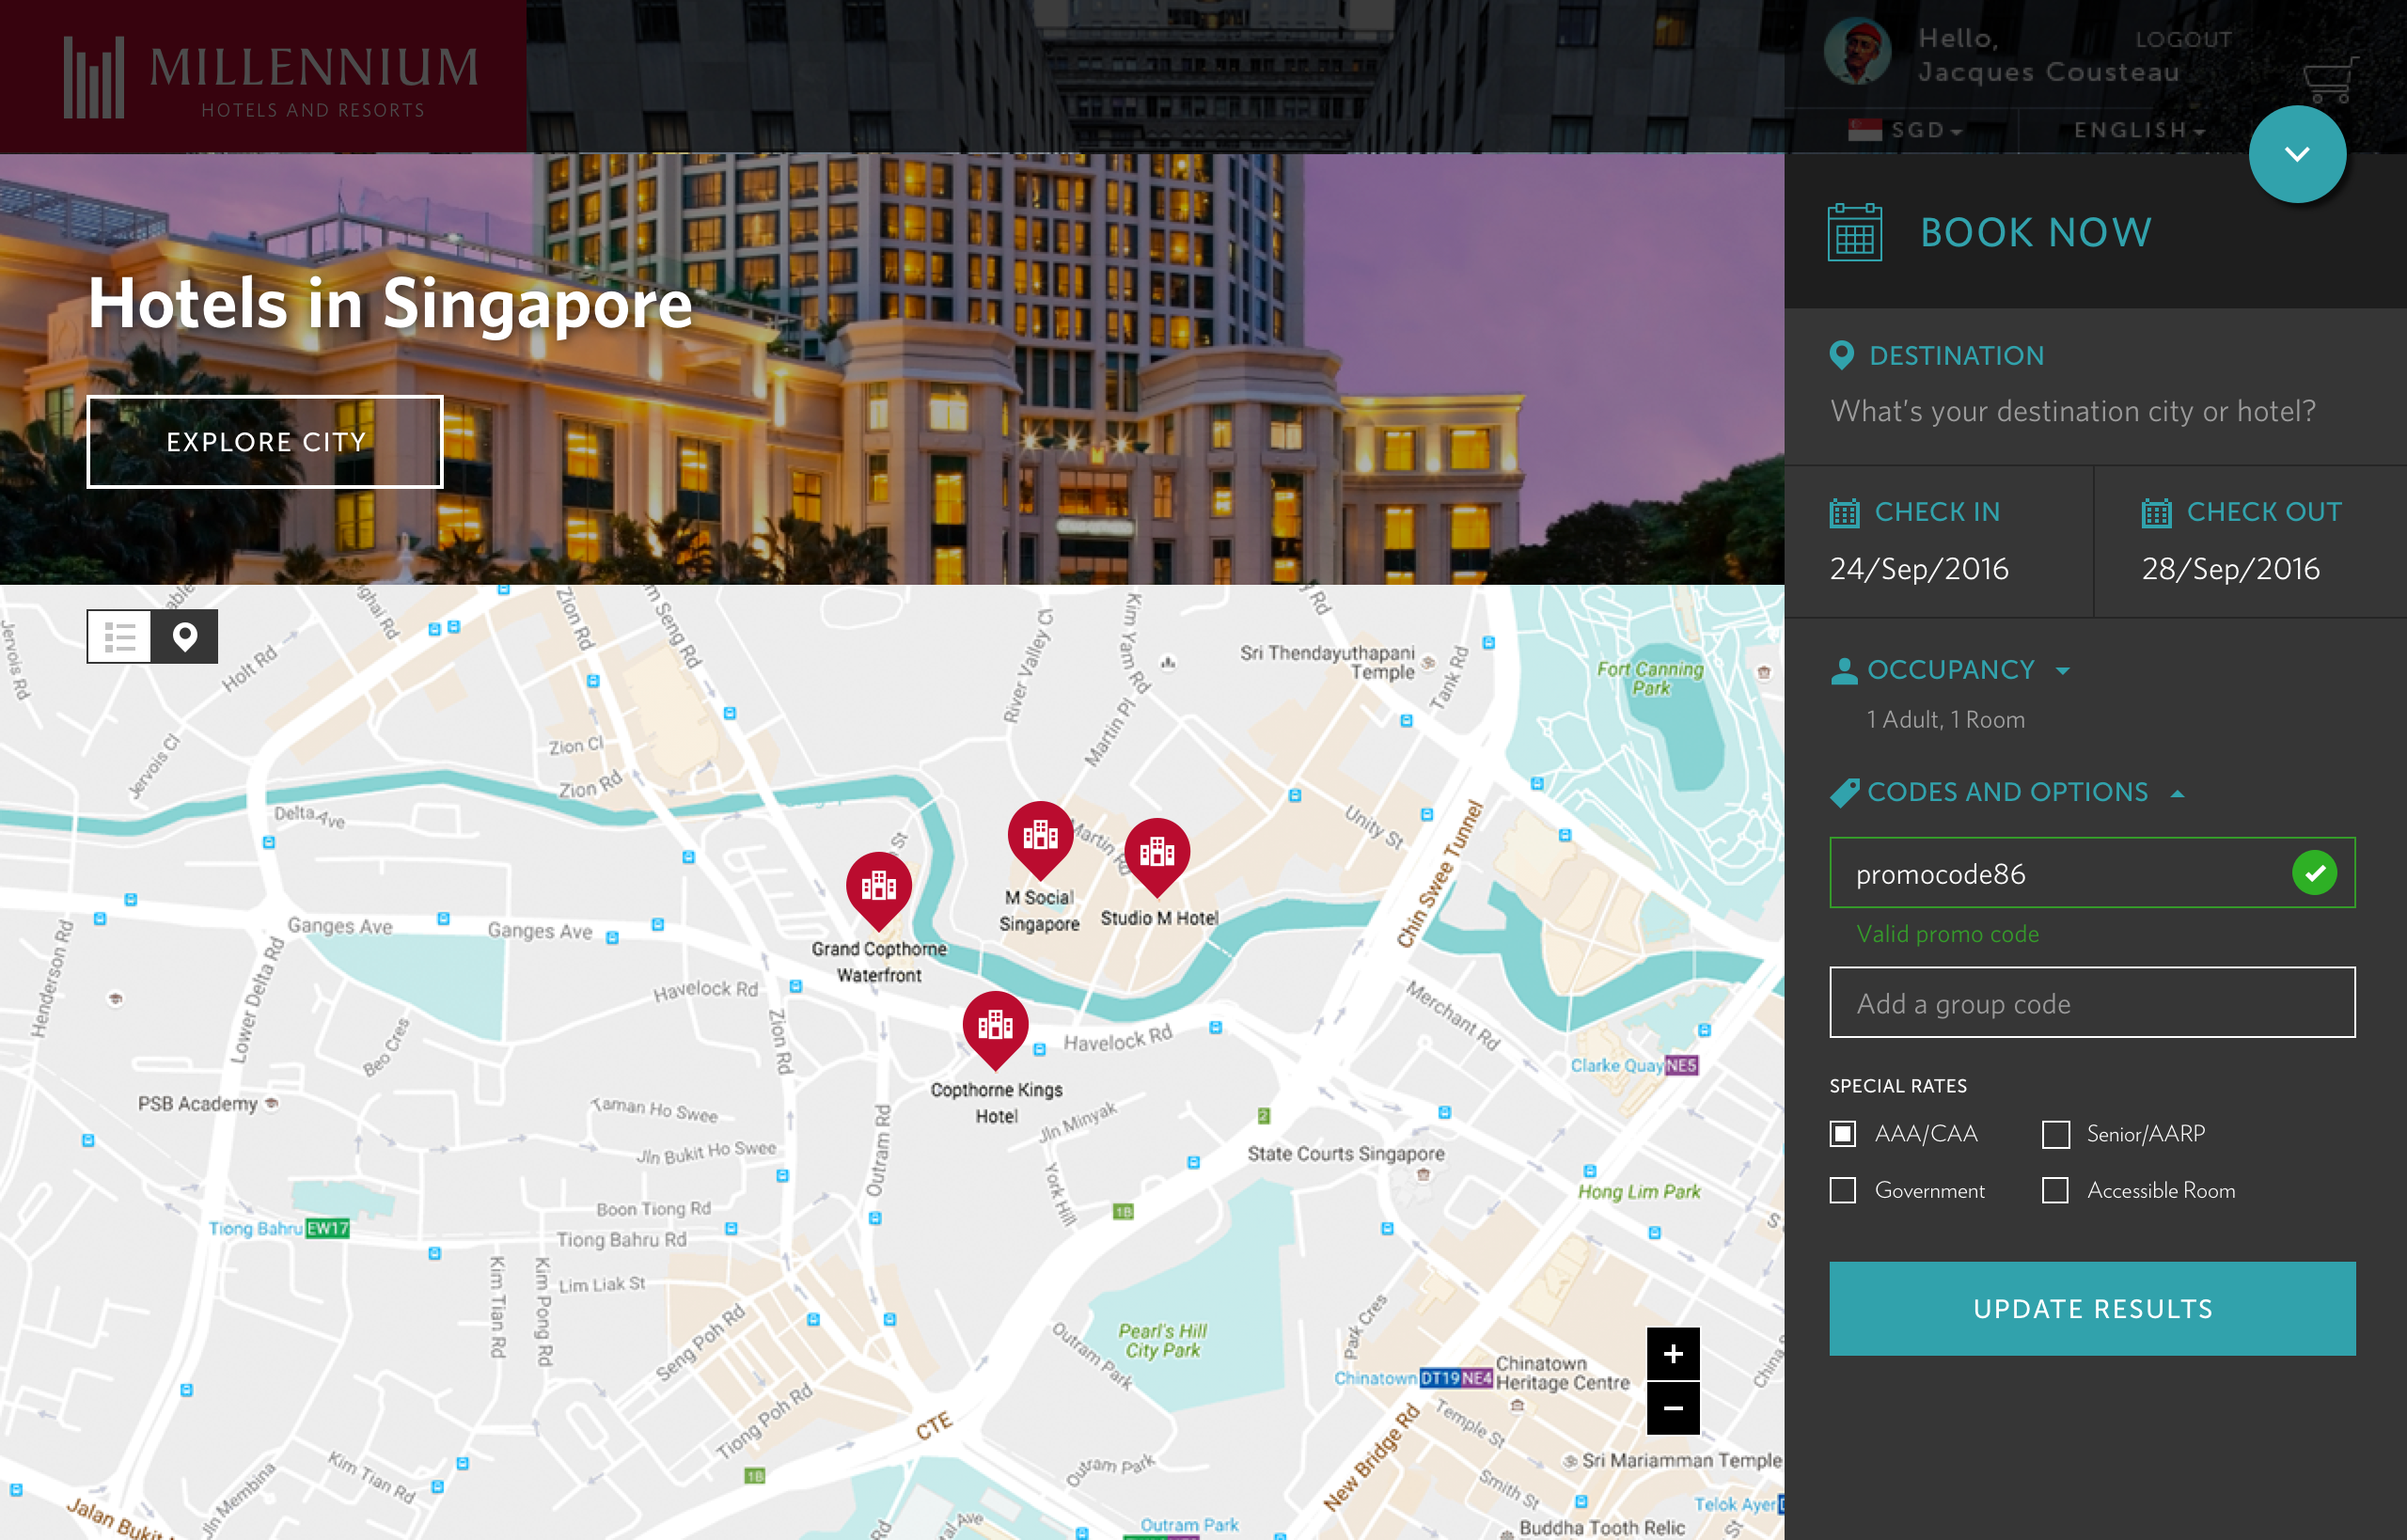 MILLENNIUM
HOTELS AND RESORTS
Hello,
Jacques Cousteau
LOGOUT
SGD
ENGLISH
Hotels in Singapore
EXPLORE CITY
BOOK NOW
DESTINATION
What's your destination city or hotel?
CHECK IN
24/Sep/2016
CHECK OUT
28/Sep/2016
OCCUPANCY
1 Adult, 1 Room
CODES AND OPTIONS
promocode86
Valid promo code
Add a group code
SPECIAL RATES
AAA/CAA
Senior/AARP
Government
Accessible Room
UPDATE RESULTS
Jervois Rd
Holt Rd
Zion Rd
River Valley Cl
Kim Yam Rd
Sri Thendayuthapani
Temple
Tank Rd
Fort Canning
Park
Jervois Cl
Zion Cl
Zion Rd
Martin Pl
Delta Ave
Unity St
Chin Swee Tunnel
M Social
Singapore
Studio M Hotel
Grand Copthorne
Waterfront
Henderson Rd
Ganges Ave
Ganges Ave
Lower Delta Rd
Havelock Rd
Zion Rd
Merchant Rd
Beo Cres
Havelock Rd
Clarke Quay NE5
Copthorne Kings
Hotel
PSB Academy
Taman Ho Swee
Jln Minyak
2
Jln Bukit Ho Swee
Outram Rd
State Courts Singapore
York Hill
Hong Lim Park
Boon Tiong Rd
1B
Tiong Bahru EW17
Tiong Bahru Rd
Kim Tian Rd
Kim Pong Rd
Lim Liak St
Seng Poh Rd
Pearl's Hill
City Park
Outram Park
Park Cres
Chinatown
Heritage Centre
Chinatown DT19 NE4
+
−
Tiong Poh Rd
CTE
Temple St
New Bridge Rd
Kim Tian Rd
1B
Outram Park
Sri Mariamman Temple
Smith St
Jln Membina
Telok Ayer
Outram Park
Buddha Tooth Relic